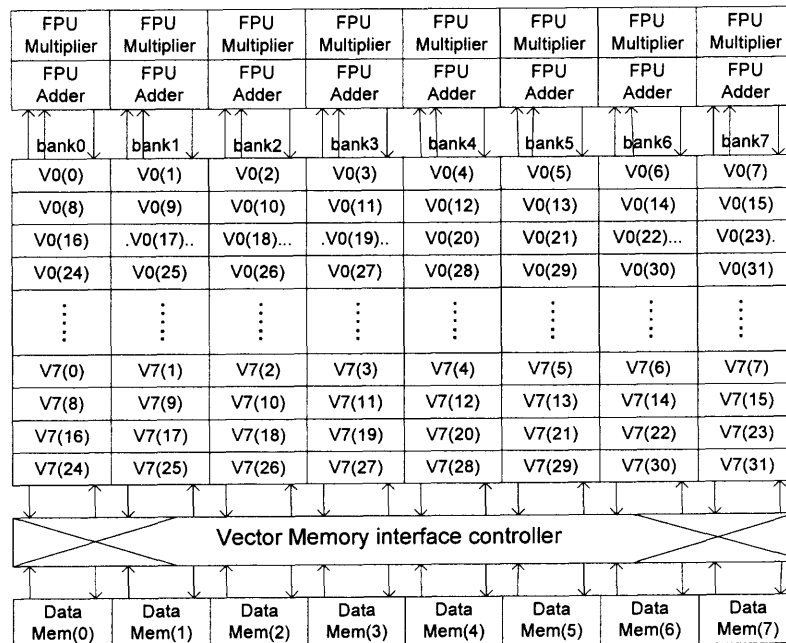 FPU FPU FPU FPU FPU FPU FPU FPU
Multiplier Multiplier Multiplier Multiplier Multiplier Multiplier Multiplier Multiplier
FPU FPU FPU FPU FPU FPU FPU FPU
Adder Adder Adder Adder Adder Adder Adder Adder
bank0 bank1 bank2 bank3 bank4 bank5 bank6 bank7
V0(0) V0(1) V0(2) V0(3) V0(4) V0(5) V0(6) V0(7)
V0(8) V0(9) V0(10) V0(11) V0(12) V0(13) V0(14) V0(15)
V0(16) .V0(17).. V0(18)... .V0(19).. V0(20) V0(21) V0(22)... V0(23).
V0(24) V0(25) V0(26) V0(27) V0(28) V0(29) V0(30) V0(31)
V7(0) V7(1) V7(2) V7(3) V7(4) V7(5) V7(6) V7(7)
V7(8) V7(9) V7(10) V7(11) V7(12) V7(13) V7(14) V7(15)
V7(16) V7(17) V7(18) V7(19) V7(20) V7(21) V7(22) V7(23)
V7(24) V7(25) V7(26) V7(27) V7(28) V7(29) V7(30) V7(31)
Vector Memory interface controller
Data Data Data Data Data Data Data Data
Mem(0) Mem(1) Mem(2) Mem(3) Mem(4) Mem(5) Mem(6) Mem(7)